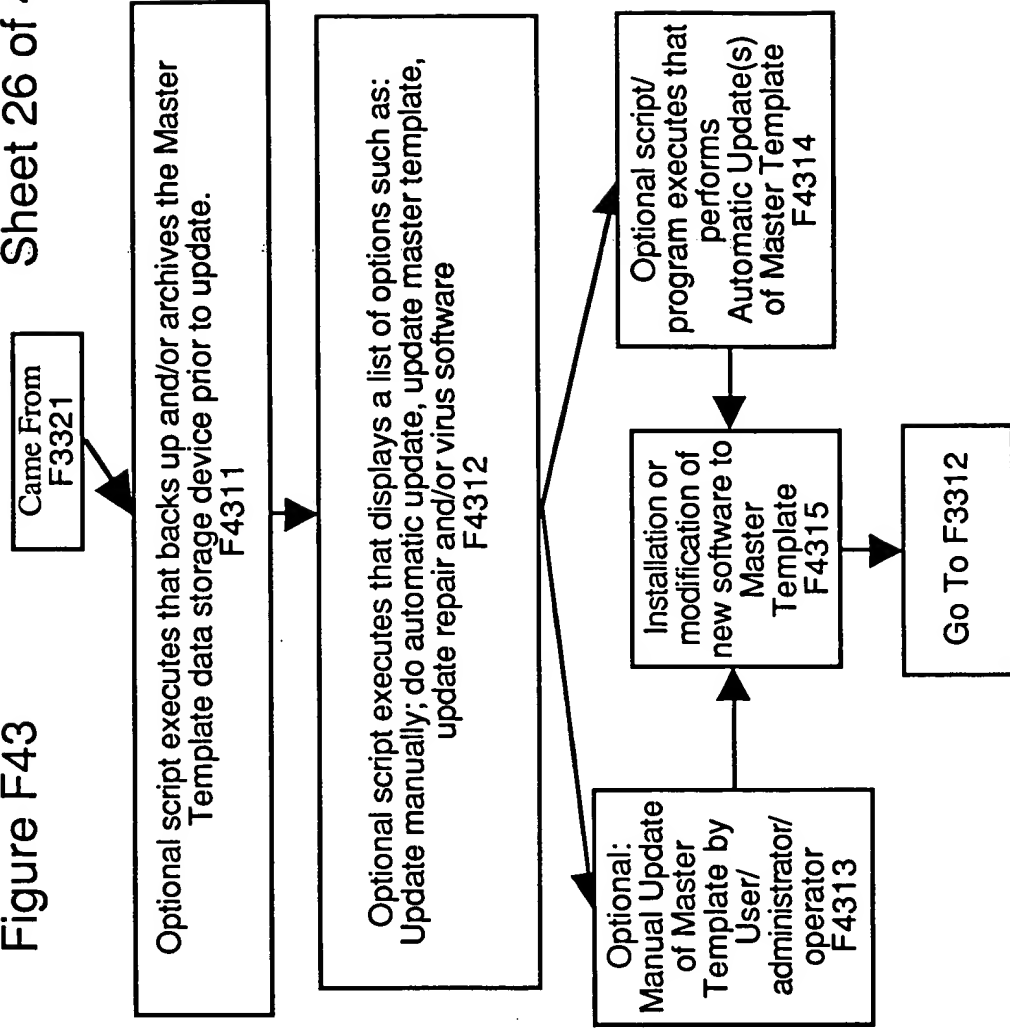 Figure F43
Sheet 26 of
Came From
F3321
Optional script executes that backs up and/or archives the Master
Template data storage device prior to update.
F4311
Optional script executes that displays a list of options such as:
Update manually; do automatic update, update master template,
update repair and/or virus software
F4312
Optional:
Manual Update
of Master
Template by
User/
administrator/
operator
F4313
Installation or
modification of
new software to
Master
Template
F4315
Optional script/
program executes that
performs
Automatic Update(s)
of Master Template
F4314
Go To F3312